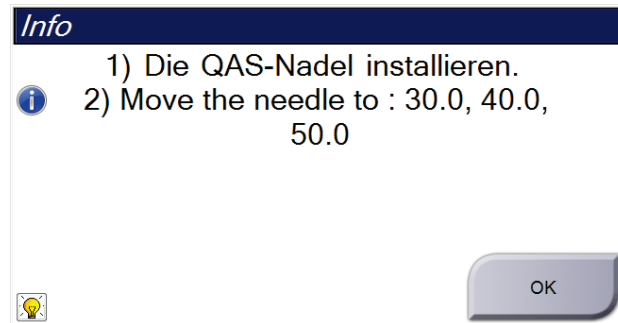 Info
1) Die QAS-Nadel installieren.
2) Move the needle to : 30.0, 40.0,
50.0
OK